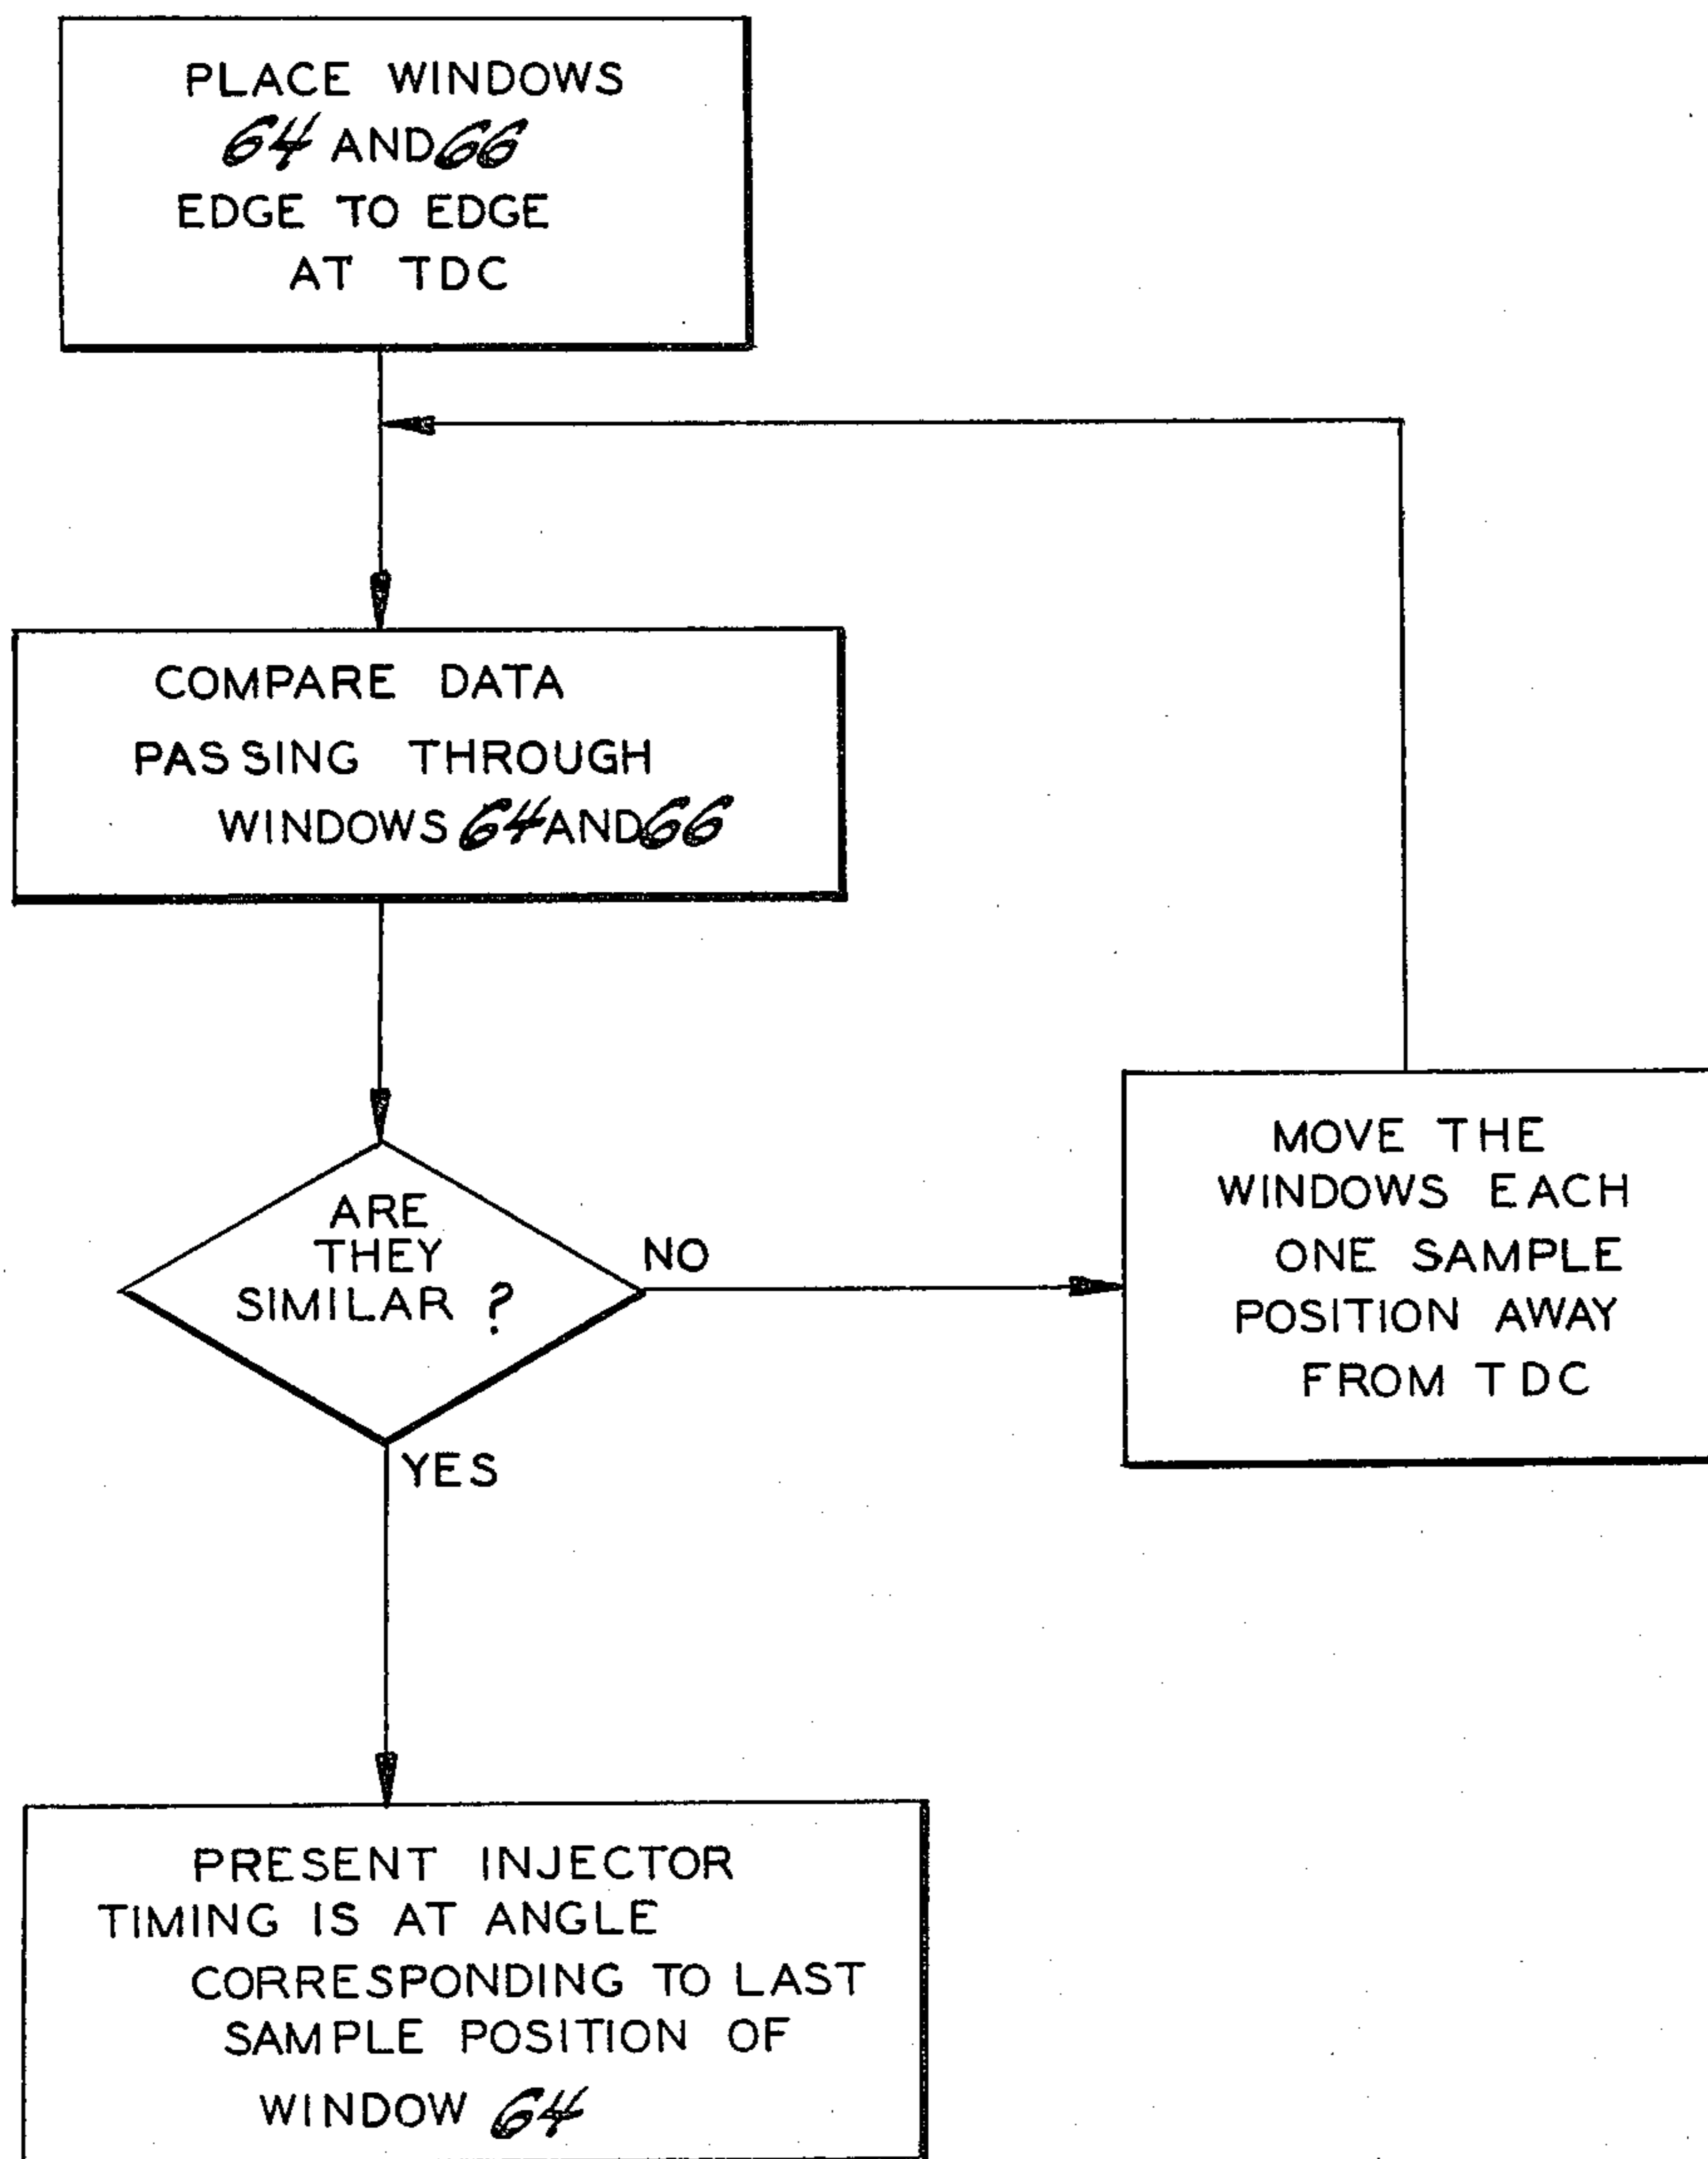 PLACE WINDOWS
64 AND 66
EDGE TO EDGE
AT TDC
COMPARE DATA
PASSING THROUGH
WINDOWS 64 AND 66
ARE
THEY
SIMILAR ?
NO
YES
MOVE THE
WINDOWS EACH
ONE SAMPLE
POSITION AWAY
FROM TDC
PRESENT INJECTOR
TIMING IS AT ANGLE
CORRESPONDING TO LAST
SAMPLE POSITION OF
WINDOW 64